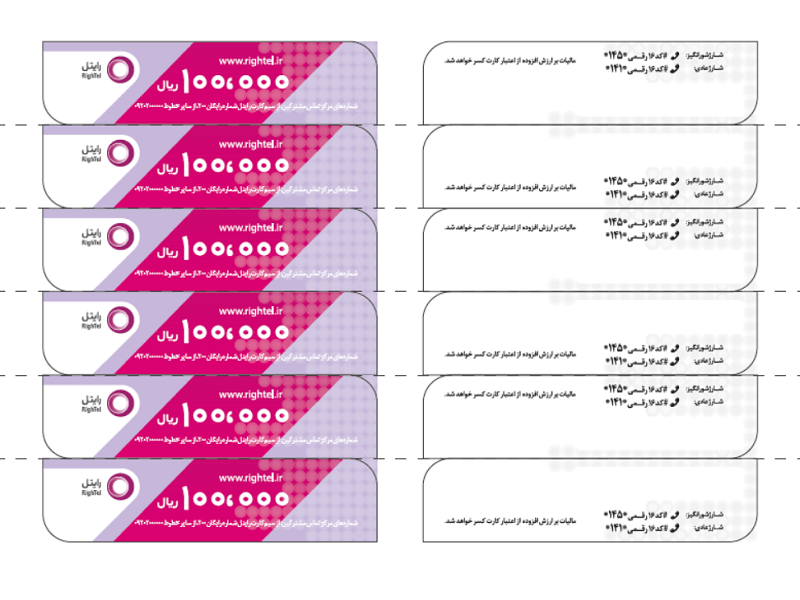 رایتل
RighTel
www.rightel.ir
۱۰۰,۰۰۰ ریال
شماره‌های مرکز تماس مشترکین: از سیم‌کارت رایتل شماره رایگان ۲۰۰، از سایر خطوط ۰۹۲۰۲۰۰۰۰۰۰
شارژ شورانگیز: #کد ۱۶ رقمی*۱۴۵*
شارژ عادی: #کد ۱۶ رقمی*۱۴۱*
مالیات بر ارزش افزوده از اعتبار کارت کسر خواهد شد.
رایتل
RighTel
www.rightel.ir
۱۰۰,۰۰۰ ریال
شماره‌های مرکز تماس مشترکین: از سیم‌کارت رایتل شماره رایگان ۲۰۰، از سایر خطوط ۰۹۲۰۲۰۰۰۰۰۰
شارژ شورانگیز: #کد ۱۶ رقمی*۱۴۵*
شارژ عادی: #کد ۱۶ رقمی*۱۴۱*
مالیات بر ارزش افزوده از اعتبار کارت کسر خواهد شد.
رایتل
RighTel
www.rightel.ir
۱۰۰,۰۰۰ ریال
شماره‌های مرکز تماس مشترکین: از سیم‌کارت رایتل شماره رایگان ۲۰۰، از سایر خطوط ۰۹۲۰۲۰۰۰۰۰۰
شارژ شورانگیز: #کد ۱۶ رقمی*۱۴۵*
شارژ عادی: #کد ۱۶ رقمی*۱۴۱*
مالیات بر ارزش افزوده از اعتبار کارت کسر خواهد شد.
رایتل
RighTel
www.rightel.ir
۱۰۰,۰۰۰ ریال
شماره‌های مرکز تماس مشترکین: از سیم‌کارت رایتل شماره رایگان ۲۰۰، از سایر خطوط ۰۹۲۰۲۰۰۰۰۰۰
شارژ شورانگیز: #کد ۱۶ رقمی*۱۴۵*
شارژ عادی: #کد ۱۶ رقمی*۱۴۱*
مالیات بر ارزش افزوده از اعتبار کارت کسر خواهد شد.
رایتل
RighTel
www.rightel.ir
۱۰۰,۰۰۰ ریال
شماره‌های مرکز تماس مشترکین: از سیم‌کارت رایتل شماره رایگان ۲۰۰، از سایر خطوط ۰۹۲۰۲۰۰۰۰۰۰
شارژ شورانگیز: #کد ۱۶ رقمی*۱۴۵*
شارژ عادی: #کد ۱۶ رقمی*۱۴۱*
مالیات بر ارزش افزوده از اعتبار کارت کسر خواهد شد.
رایتل
RighTel
www.rightel.ir
۱۰۰,۰۰۰ ریال
شماره‌های مرکز تماس مشترکین: از سیم‌کارت رایتل شماره رایگان ۲۰۰، از سایر خطوط ۰۹۲۰۲۰۰۰۰۰۰
شارژ شورانگیز: #کد ۱۶ رقمی*۱۴۵*
شارژ عادی: #کد ۱۶ رقمی*۱۴۱*
مالیات بر ارزش افزوده از اعتبار کارت کسر خواهد شد.